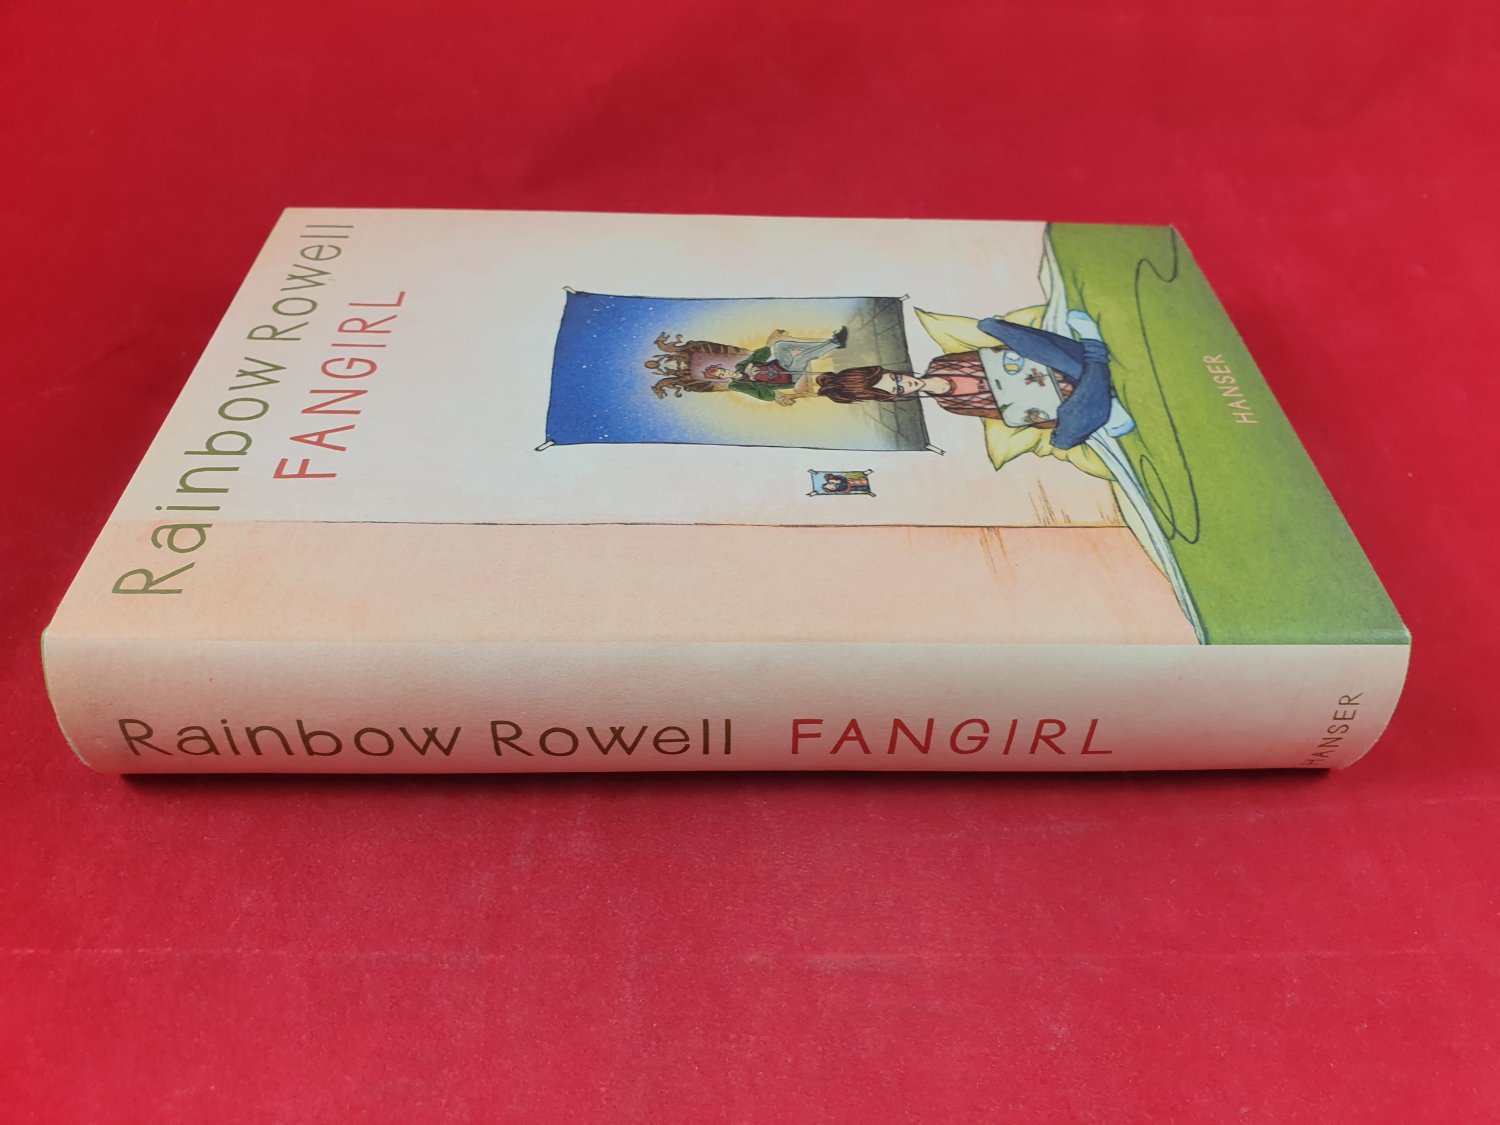 Rainbow Rowell
FANGIRL
HANSER
Rainbow Rowell FANGIRL
HANSER